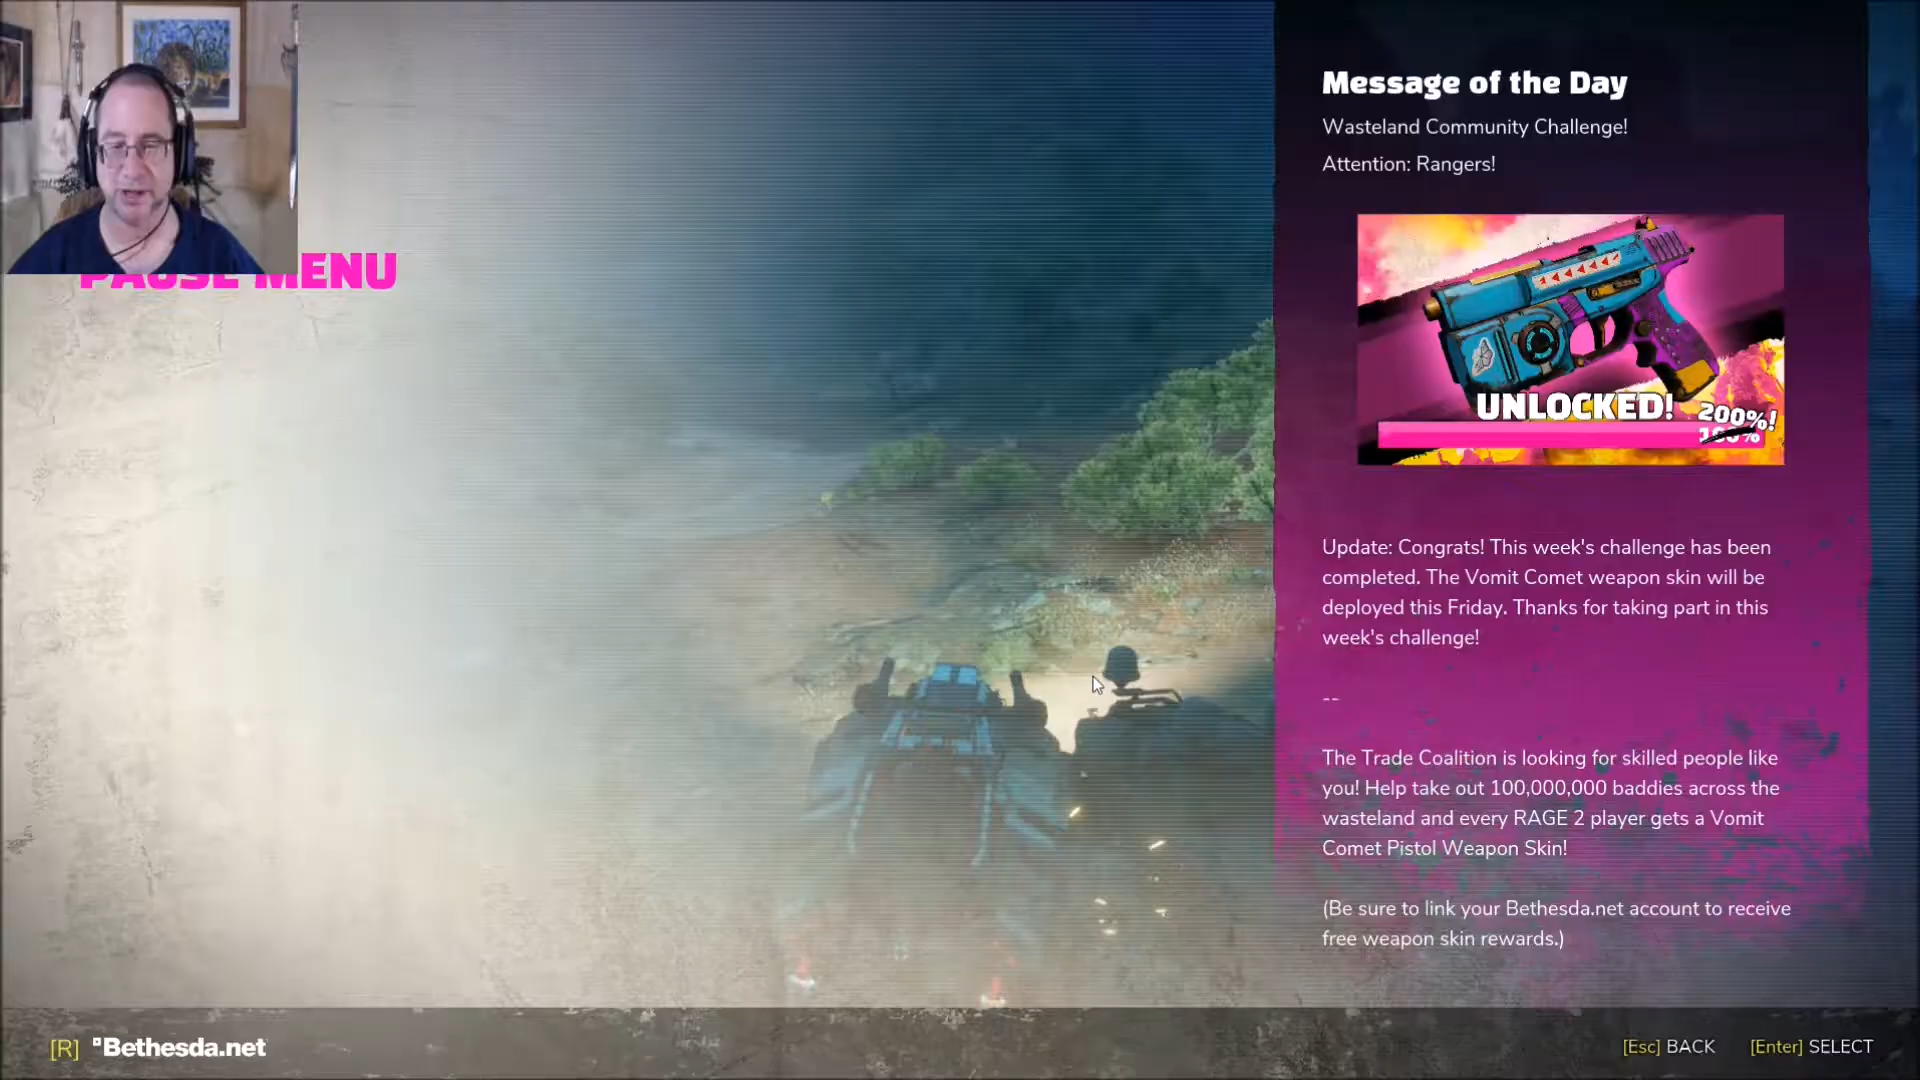 PAUSE MENU
Message of the Day
Wasteland Community Challenge!
Attention: Rangers!
UNLOCKED!
200%!
100%
Update: Congrats! This week's challenge has been
completed. The Vomit Comet weapon skin will be
deployed this Friday. Thanks for taking part in this
week's challenge!
--
The Trade Coalition is looking for skilled people like
you! Help take out 100,000,000 baddies across the
wasteland and every RAGE 2 player gets a Vomit
Comet Pistol Weapon Skin!
(Be sure to link your Bethesda.net account to receive
free weapon skin rewards.)
[R] Bethesda.net
[Esc] BACK [Enter] SELECT